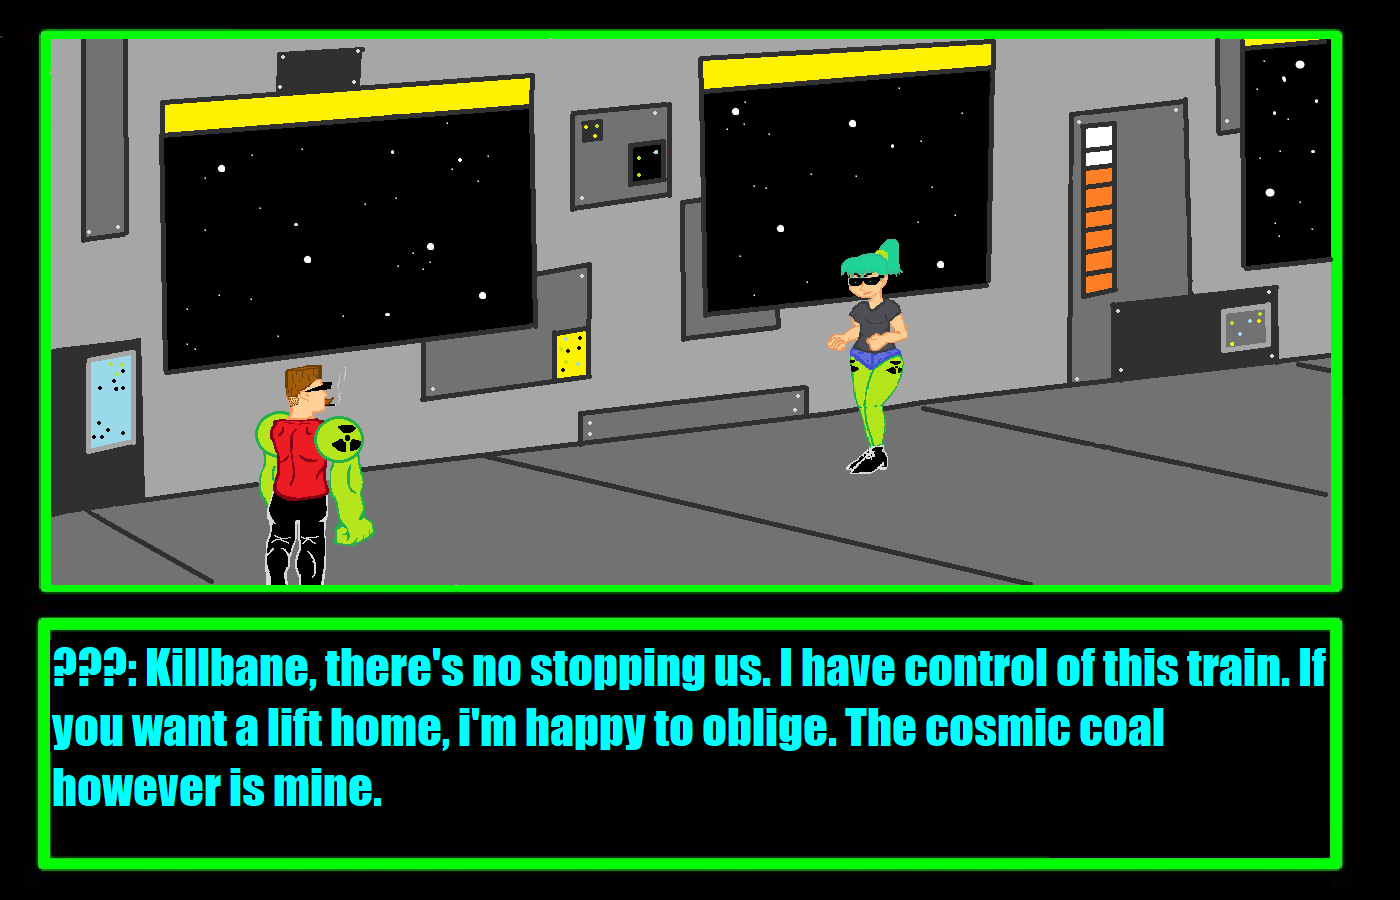 ???: Killbane, there's no stopping us. I have control of this train. If
you want a lift home, i'm happy to oblige. The cosmic coal
however is mine.